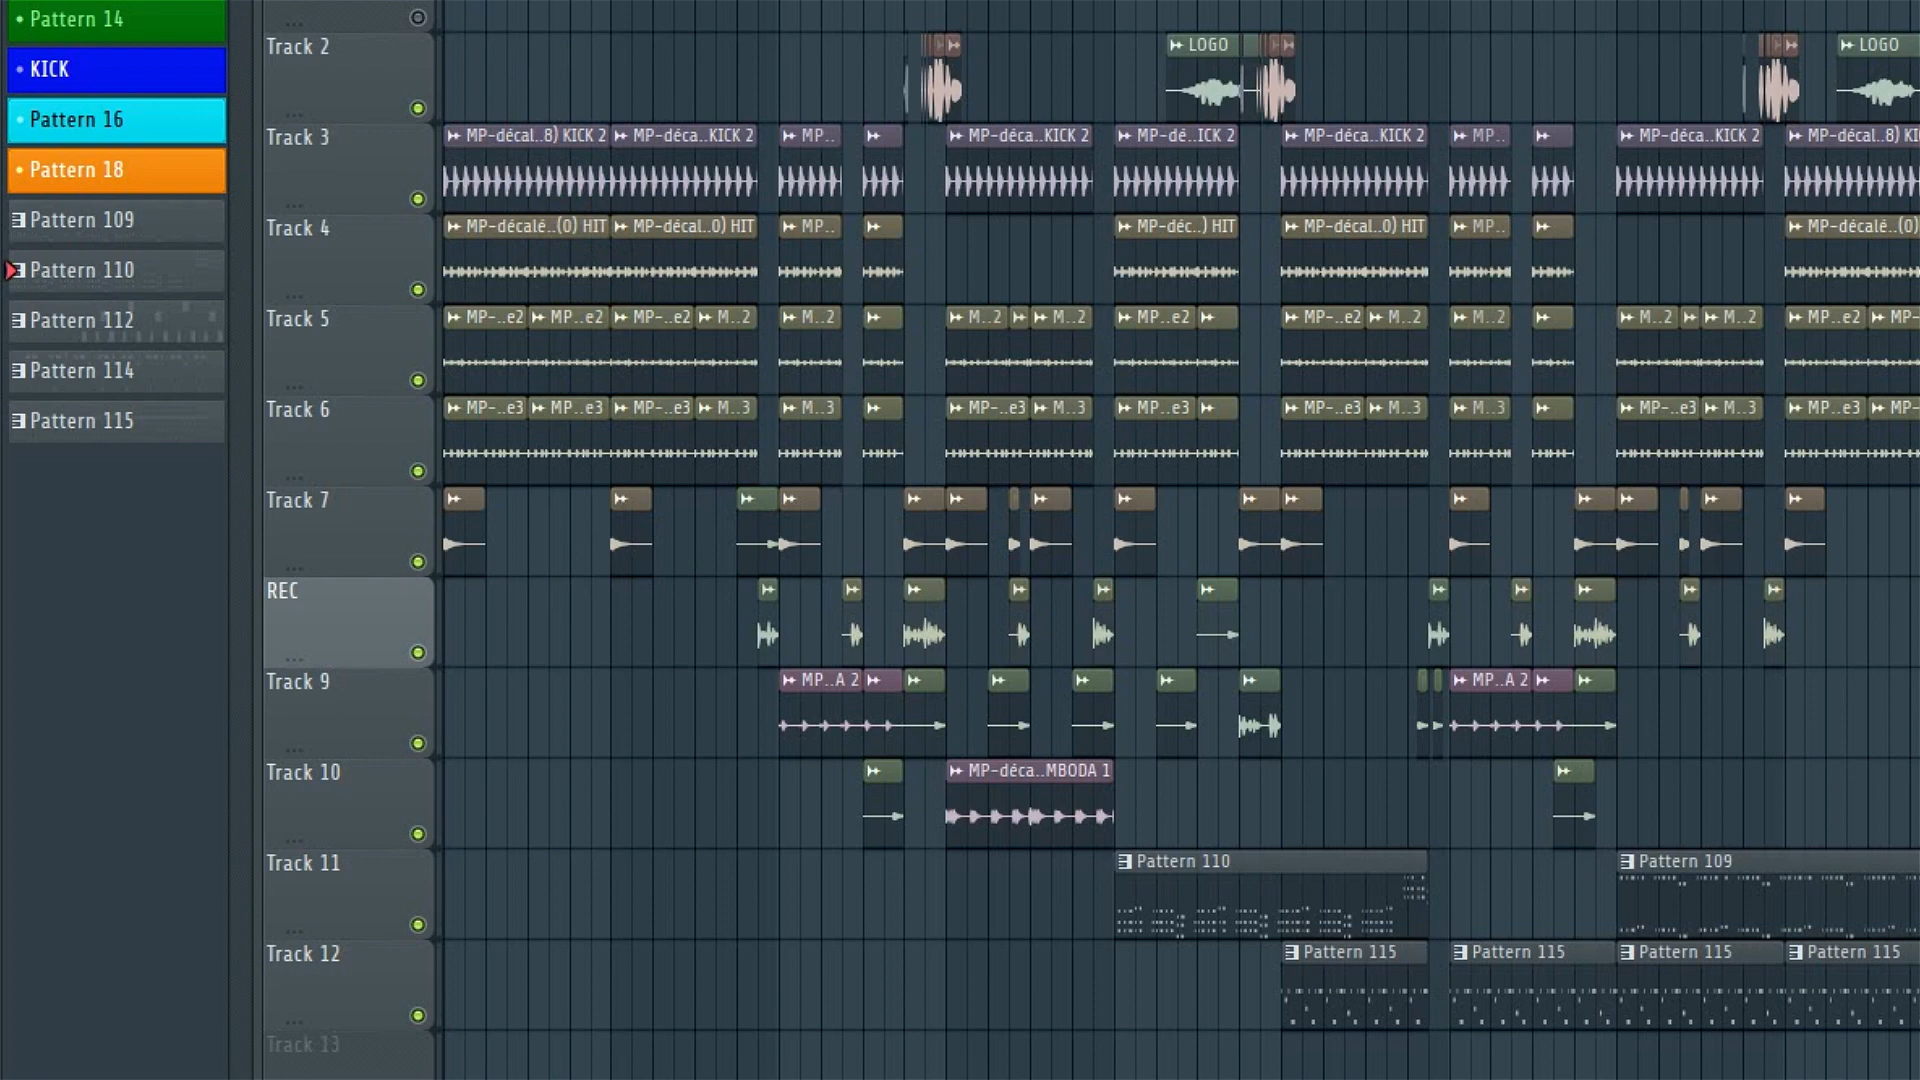 Pattern 14
KICK
Pattern 16
Pattern 18
Pattern 109
Pattern 110
Pattern 112
Pattern 114
Pattern 115
Track 2
LOGO
LOGO
Track 3
MP-décal..8) KICK 2 MP-déca..KICK 2 MP.. MP-déca..KICK 2 MP-dé..ICK 2 MP-déca..KICK 2 MP.. MP-déca..KICK 2 MP-décal..8) KI
Track 4
MP-décalé..(0) HIT MP-décal..0) HIT MP.. MP-déc..) HIT MP-décal..0) HIT MP.. MP-décalé..(0)
Track 5
MP-..e2 MP..e2 MP-..e2 M..2 M..2 M..2 M..2 MP..e2 MP-..e2 M..2 M..2 M..2 M..2 MP..e2 MP-
Track 6
MP-..e3 MP..e3 MP-..e3 M..3 M..3 MP-..e3 M..3 MP..e3 MP-..e3 M..3 M..3 MP-..e3 M..3 MP..e3 MP-
Track 7
REC
Track 9
MP..A 2 MP..A 2
Track 10
MP-déca..MBODA 1
Track 11
Pattern 110 Pattern 109
Track 12
Pattern 115 Pattern 115 Pattern 115 Pattern 115
Track 13